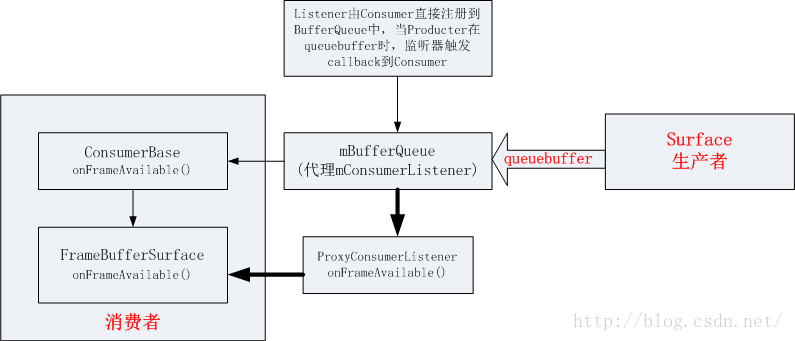 Listener由Consumer直接注册到
BufferQueue中，当Producter在
queuebuffer时，监听器触发
callback到Consumer
ConsumerBase
onFrameAvailable()
mBufferQueue
(代理mConsumerListener)
queuebuffer
Surface
生产者
FrameBufferSurface
onFrameAvailable()
ProxyConsumerListener
onFrameAvailable()
消费者
http://blog.csdn.net/